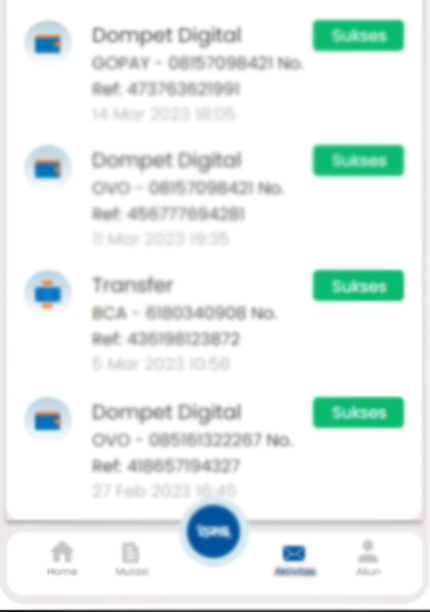 Dompet Digital
Sukses
GOPAY - 08157098421 No.
Ref: 473763621991
14 Mar 2023 18:05
Dompet Digital
Sukses
OVO - 08157098421 No.
Ref: 456777694281
11 Mar 2023 19:35
Transfer
Sukses
BCA - 6180340908 No.
Ref: 436198123872
5 Mar 2023 10:58
Dompet Digital
Sukses
OVO - 085161322267 No.
Ref: 418657194327
27 Feb 2023 16:45
Home
Mutasi
Aktivitas
Akun